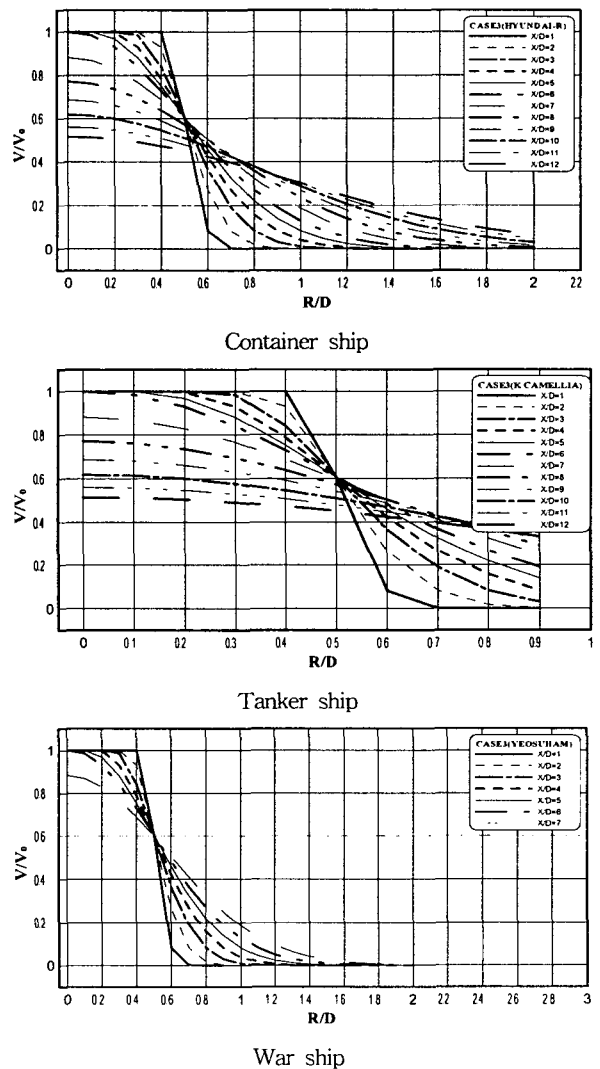 CASE3(HYUNDAI-R)
X/D=1
X/D=2
X/D=3
X/D=4
X/D=5
X/D=6
X/D=7
X/D=8
X/D=9
X/D=10
X/D=11
X/D=12
V/V₀
1
0.8
0.6
0.4
0.2
0
0 0.2 0.4 0.6 0.8 1 1.2 1.4 1.6 1.8 2 2.2
R/D
Container ship
CASE3(K.CAMELLIA)
X/D=1
X/D=2
X/D=3
X/D=4
X/D=5
X/D=6
X/D=7
X/D=8
X/D=9
X/D=10
X/D=11
X/D=12
V/V₀
1
0.8
0.6
0.4
0.2
0
0 0.1 0.2 0.3 0.4 0.5 0.6 0.7 0.8 0.9 1
R/D
Tanker ship
CASE3(YEOSUHAM)
X/D=1
X/D=2
X/D=3
X/D=4
X/D=5
X/D=6
X/D=7
V/V₀
1
0.8
0.6
0.4
0.2
0
0 0.2 0.4 0.6 0.8 1 1.2 1.4 1.6 1.8 2 2.2 2.4 2.6 2.8 3
R/D
War ship